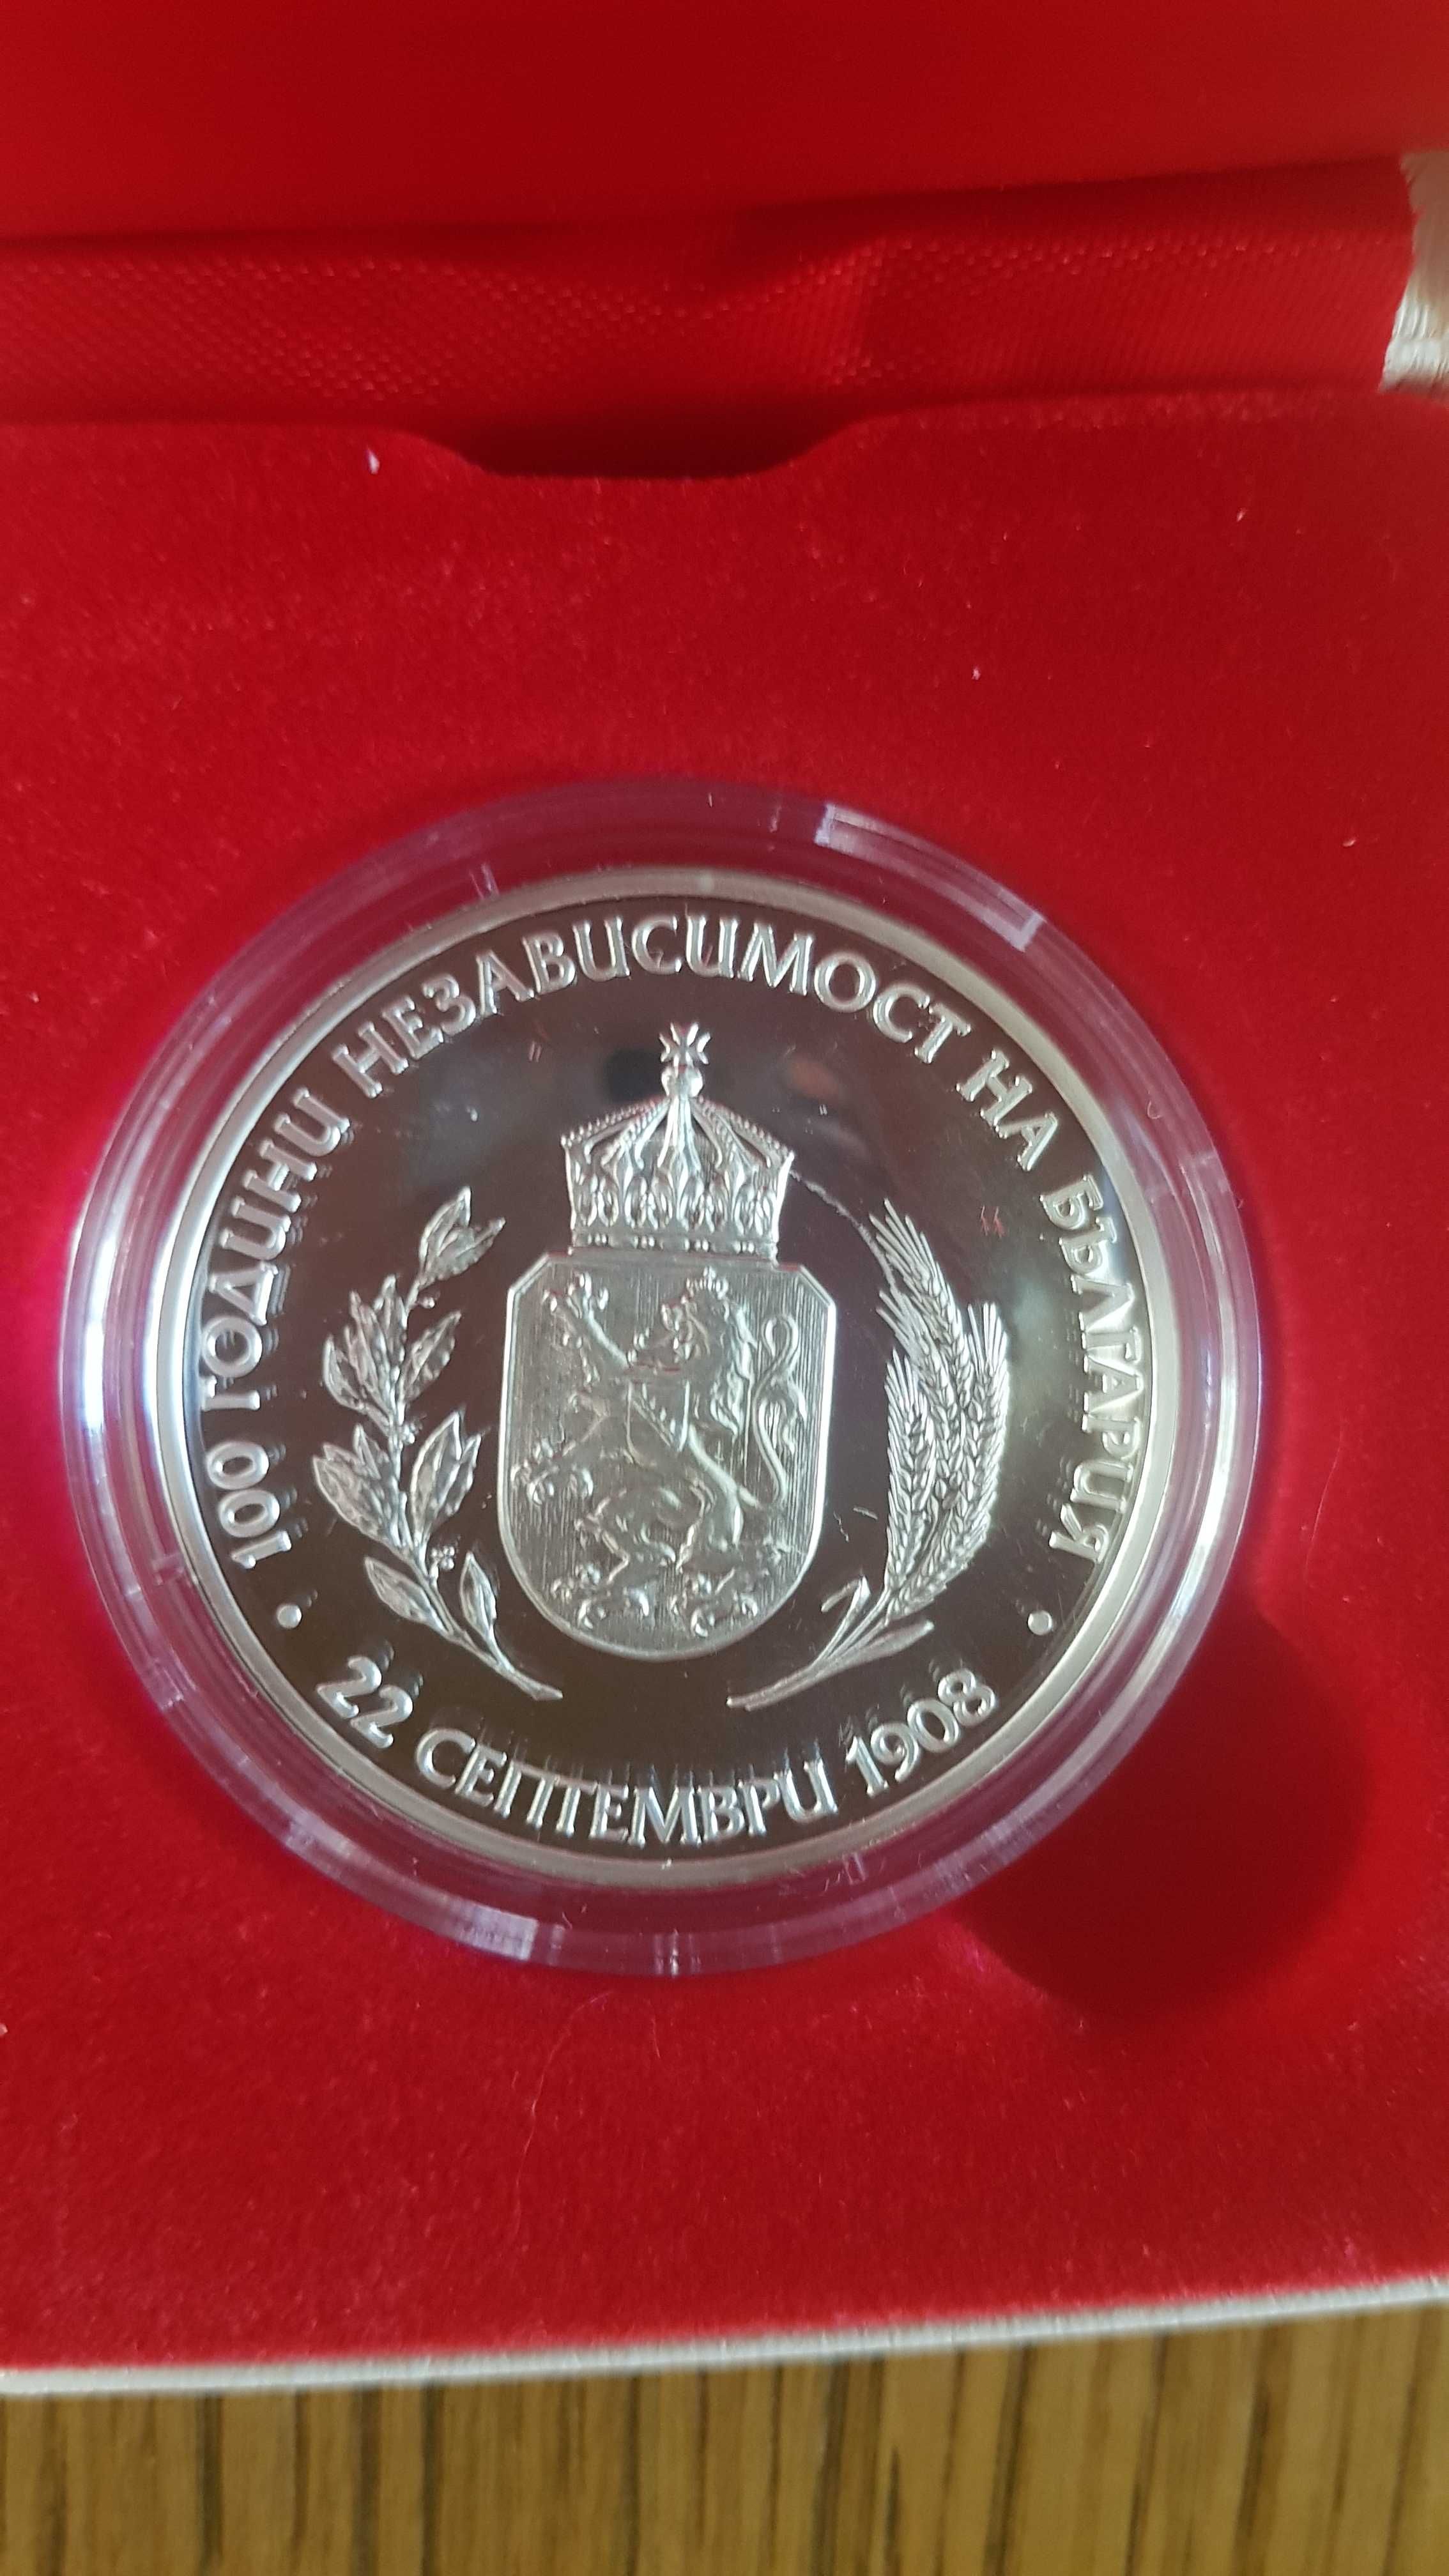 100 ГОДИНИ НЕЗАВИСИМОСТ НА БЪЛГАРИЯ
• 22 СЕПТЕМВРИ 1908 •